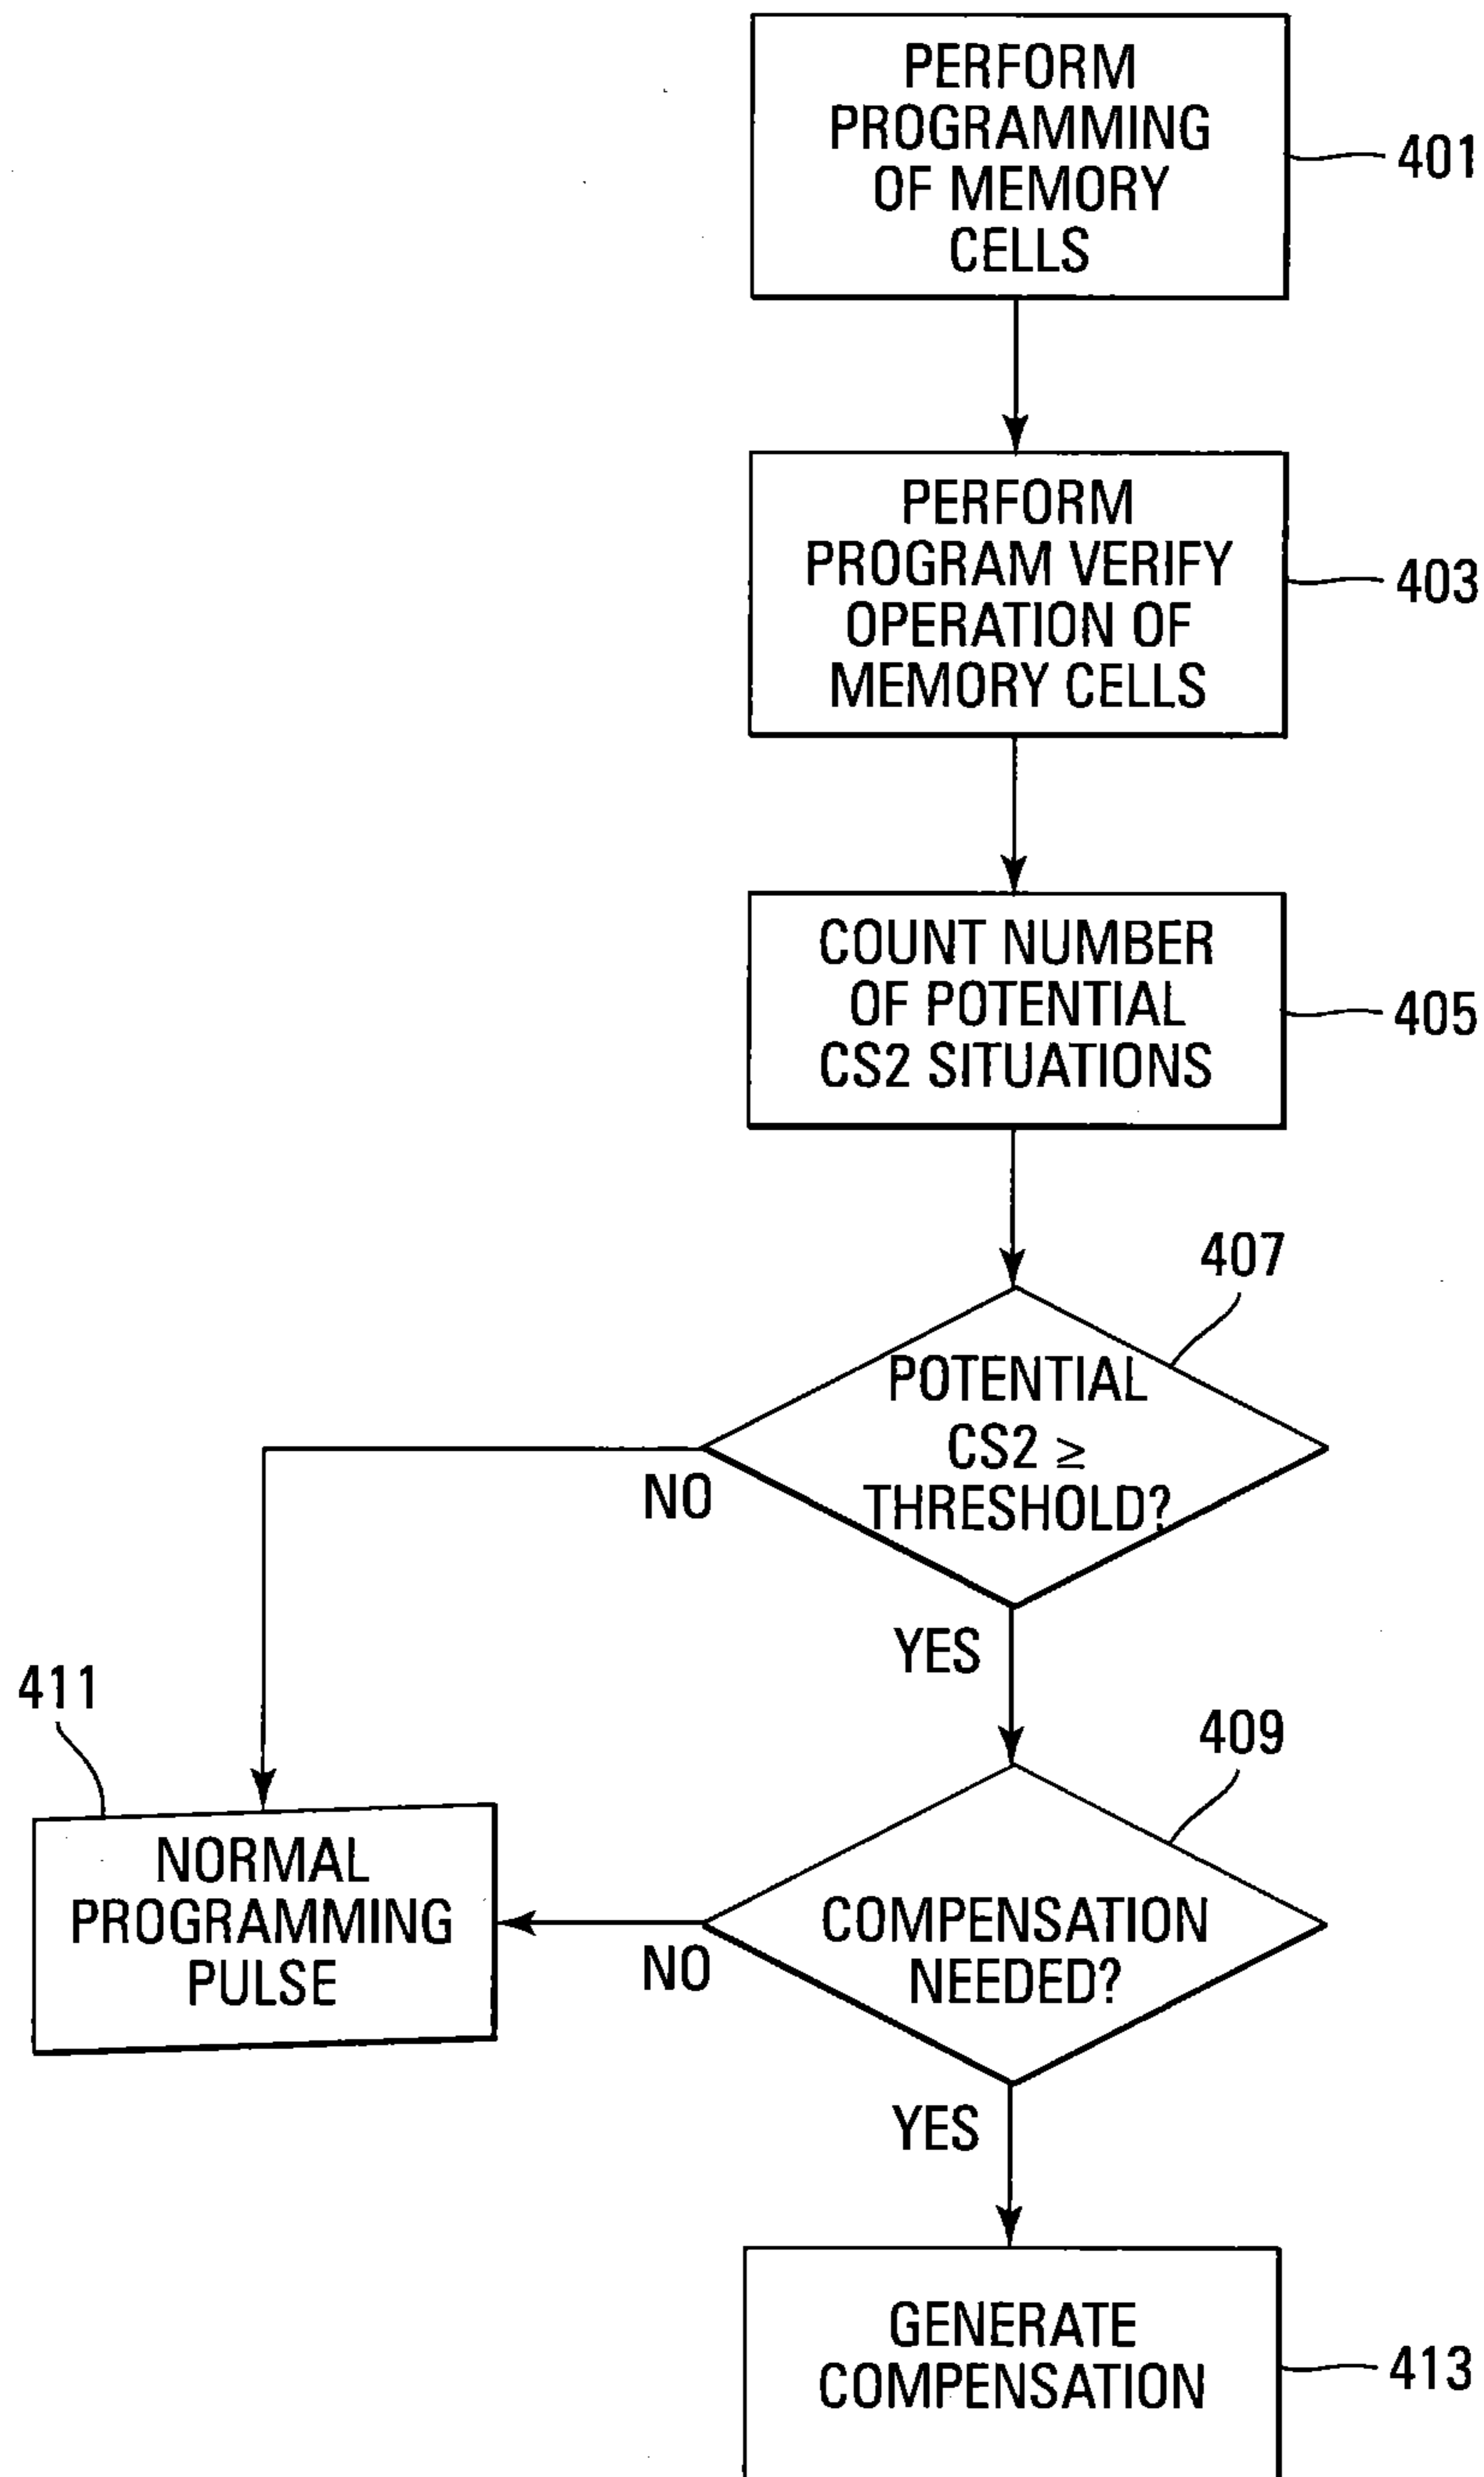 PERFORM
PROGRAMMING
OF MEMORY
CELLS
401
PERFORM
PROGRAM VERIFY
OPERATION OF
MEMORY CELLS
403
COUNT NUMBER
OF POTENTIAL
CS2 SITUATIONS
405
407
POTENTIAL
CS2 ≥
THRESHOLD?
NO
YES
411
409
NORMAL
PROGRAMMING
PULSE
COMPENSATION
NEEDED?
NO
YES
GENERATE
COMPENSATION
413